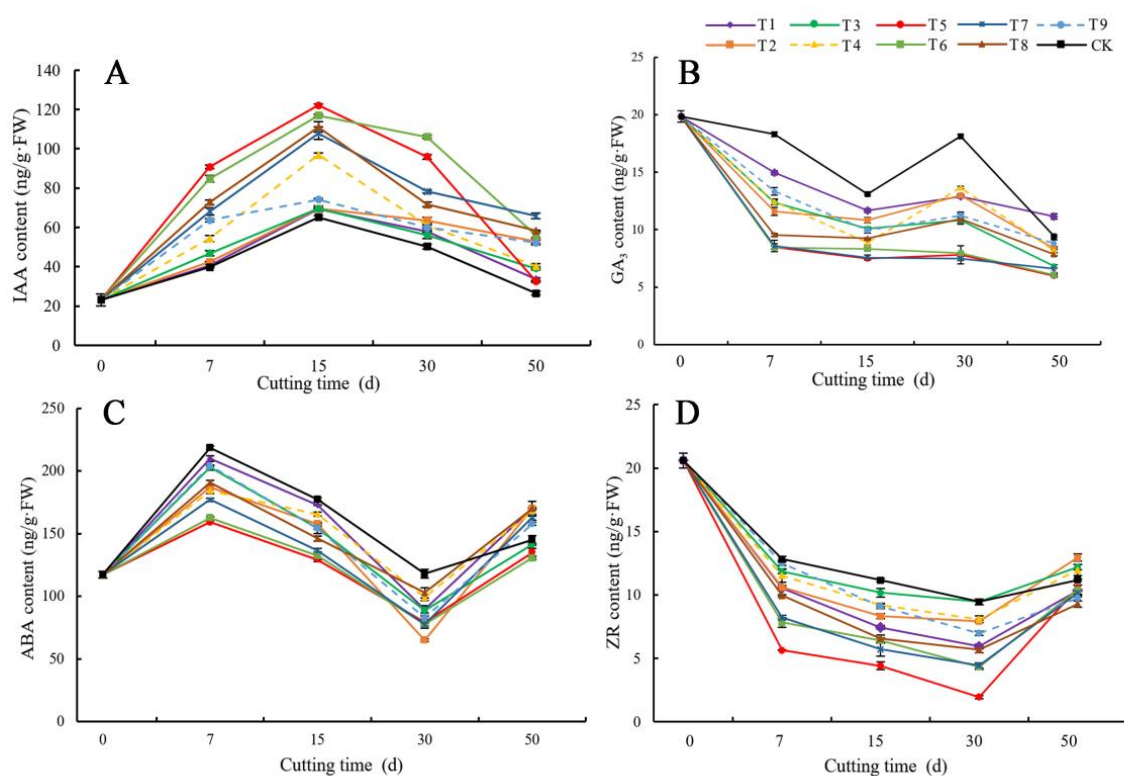 T1 T3 T5 T7 T9
T2 T4 T6 T8 CK
A
IAA content (ng/g·FW)
140
120
100
80
60
40
20
0
0 7 15 30 50
Cutting time (d)
B
GA₃ content (ng/g·FW)
25
20
15
10
5
0
0 7 15 30 50
Cutting time (d)
C
ABA content (ng/g·FW)
250
200
150
100
50
0
0 7 15 30 50
Cutting time (d)
D
ZR content (ng/g·FW)
25
20
15
10
5
0
0 7 15 30 50
Cutting time (d)